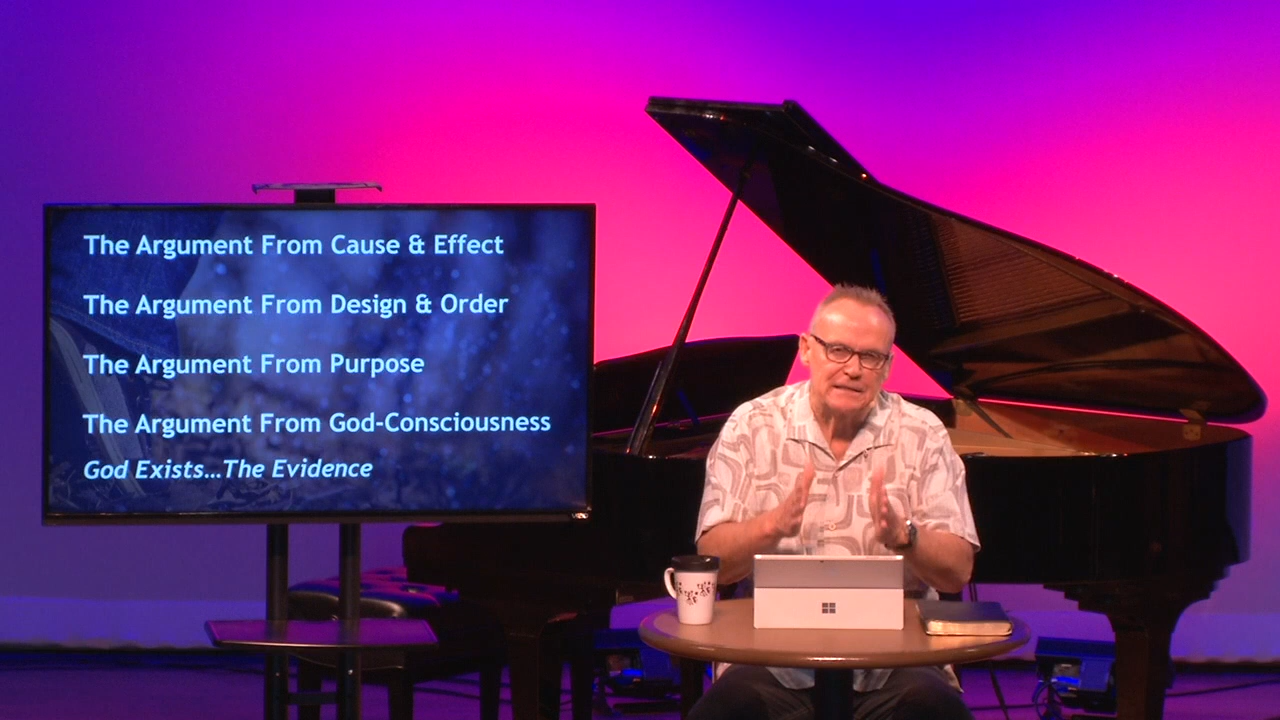 The Argument From Cause & Effect
The Argument From Design & Order
The Argument From Purpose
The Argument From God-Consciousness
God Exists...The Evidence